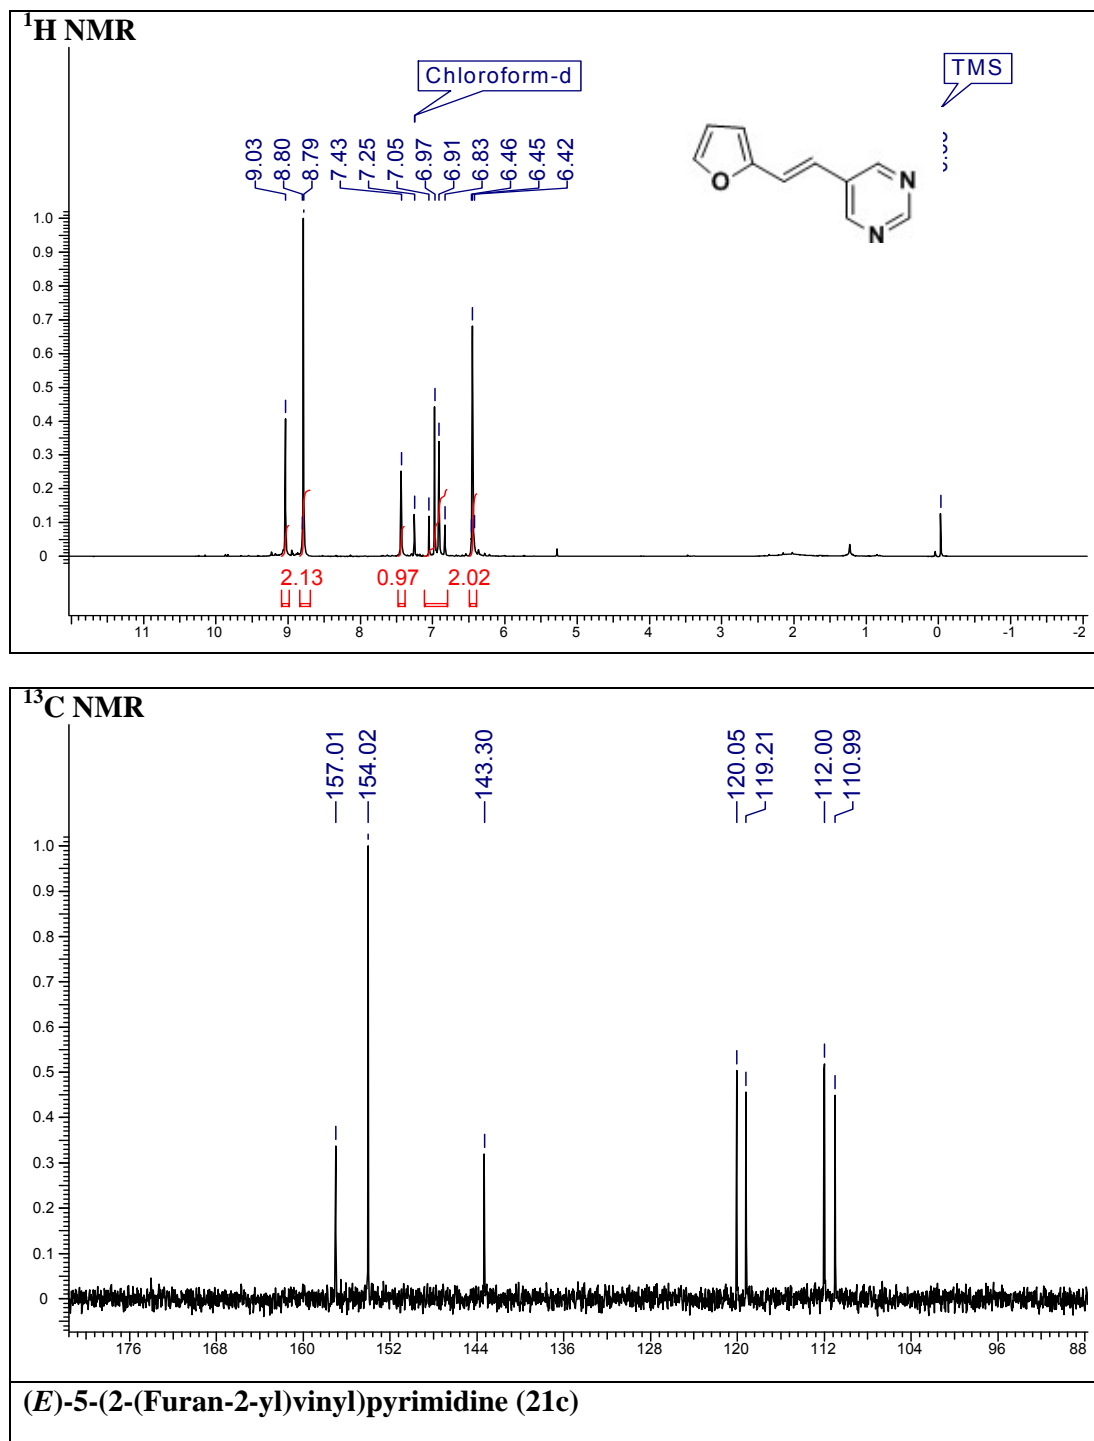 ¹H NMR
Chloroform-d
TMS
9.03 8.80 8.79 7.43 7.25 7.05 6.97 6.91 6.83 6.46 6.45 6.42
O N N
1.0
0.9
0.8
0.7
0.6
0.5
0.4
0.3
0.2
0.1
0
2.13 0.97 2.02
11 10 9 8 7 6 5 4 3 2 1 0 -1 -2
¹³C NMR
157.01 154.02 143.30 120.05 119.21 112.00 110.99
1.0
0.9
0.8
0.7
0.6
0.5
0.4
0.3
0.2
0.1
0
176 168 160 152 144 136 128 120 112 104 96 88
(E)-5-(2-(Furan-2-yl)vinyl)pyrimidine (21c)